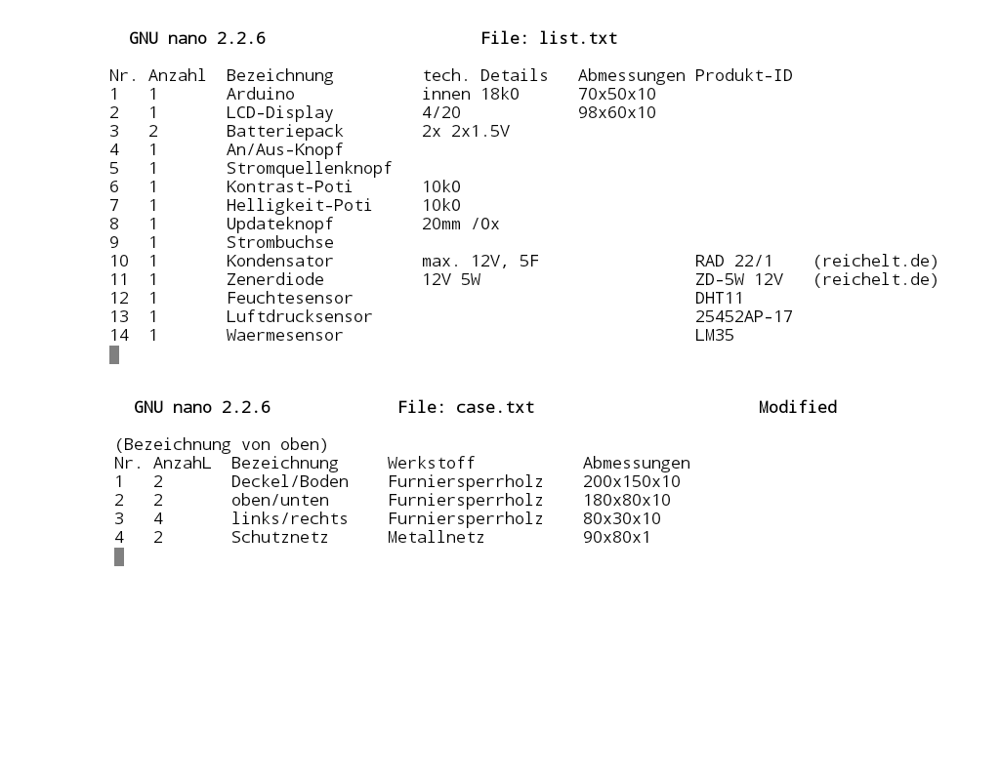 GNU nano 2.2.6 File: list.txt
Nr. Anzahl Bezeichnung tech. Details Abmessungen Produkt-ID
1 1 Arduino innen 18k0 70x50x10
2 1 LCD-Display 4/20 98x60x10
3 2 Batteriepack 2x 2x1.5V
4 1 An/Aus-Knopf
5 1 Stromquellenknopf
6 1 Kontrast-Poti 10k0
7 1 Helligkeit-Poti 10k0
8 1 Updateknopf 20mm /0x
9 1 Strombuchse
10 1 Kondensator max. 12V, 5F RAD 22/1 (reichelt.de)
11 1 Zenerdiode 12V 5W ZD-5W 12V (reichelt.de)
12 1 Feuchtesensor DHT11
13 1 Luftdrucksensor 25452AP-17
14 1 Waermesensor LM35
GNU nano 2.2.6 File: case.txt Modified
(Bezeichnung von oben)
Nr. AnzahL Bezeichnung Werkstoff Abmessungen
1 2 Deckel/Boden Furniersperrholz 200x150x10
2 2 oben/unten Furniersperrholz 180x80x10
3 4 links/rechts Furniersperrholz 80x30x10
4 2 Schutznetz Metallnetz 90x80x1